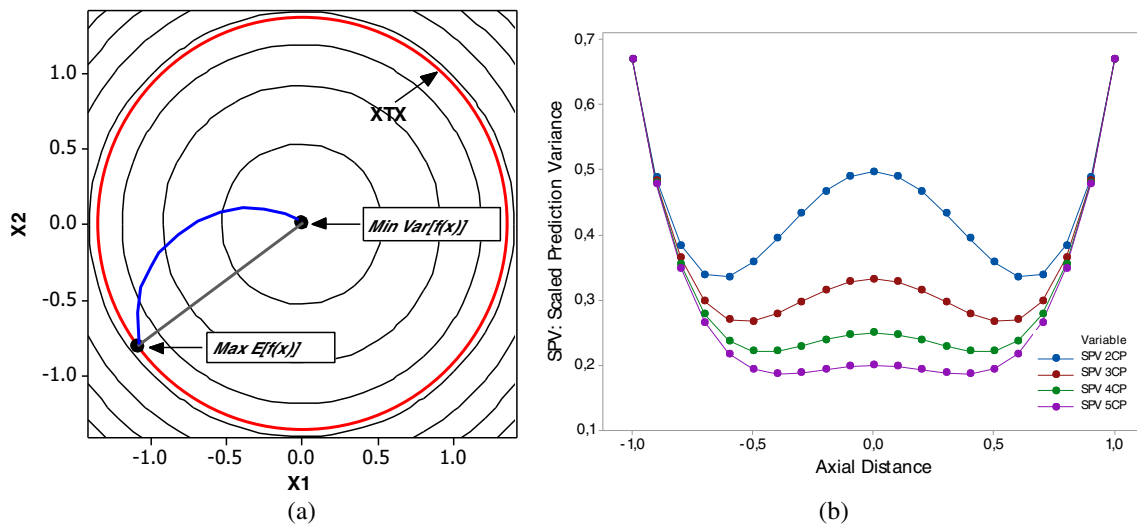 X2
1.0
0.5
0.0
-0.5
-1.0
XTX
Min Var[f(x)]
Max E[f(x)]
-1.0 -0.5 0.0 0.5 1.0
X1
(a)
SPV: Scaled Prediction Variance
0,7
0,6
0,5
0,4
0,3
0,2
0,1
Variable
SPV 2CP
SPV 3CP
SPV 4CP
SPV 5CP
-1,0 -0,5 0,0 0,5 1,0
Axial Distance
(b)